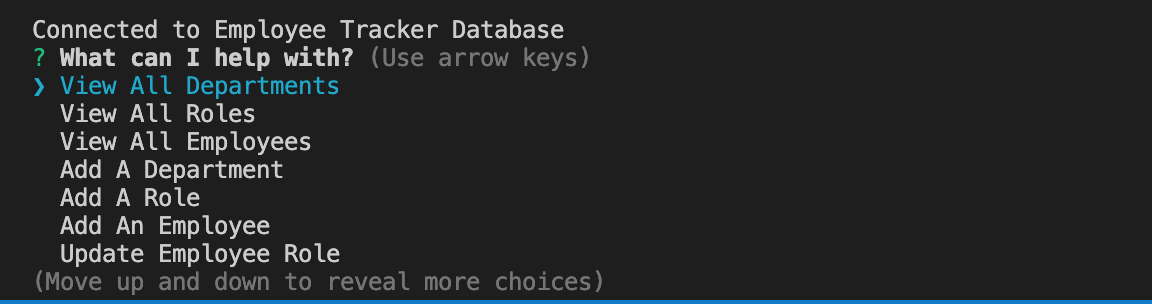 Connected to Employee Tracker Database
? What can I help with? (Use arrow keys)
❯ View All Departments
View All Roles
View All Employees
Add A Department
Add A Role
Add An Employee
Update Employee Role
(Move up and down to reveal more choices)